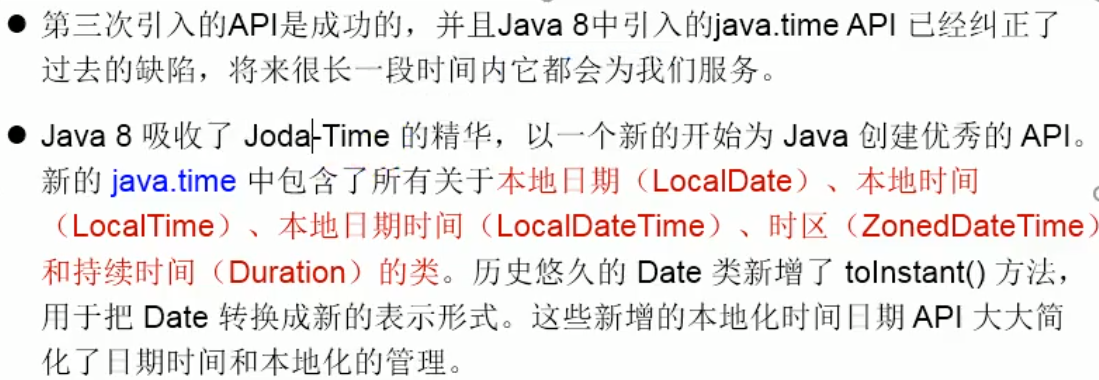 ● 第三次引入的API是成功的，并且Java 8中引入的java.time API 已经纠正了
过去的缺陷，将来很长一段时间内它都会为我们服务。
● Java 8 吸收了 Joda-Time 的精华，以一个新的开始为 Java 创建优秀的 API。
新的 java.time 中包含了所有关于本地日期（LocalDate）、本地时间
（LocalTime）、本地日期时间（LocalDateTime）、时区（ZonedDateTime）
和持续时间（Duration）的类。历史悠久的 Date 类新增了 toInstant() 方法，
用于把 Date 转换成新的表示形式。这些新增的本地化时间日期 API 大大简
化了日期时间和本地化的管理。